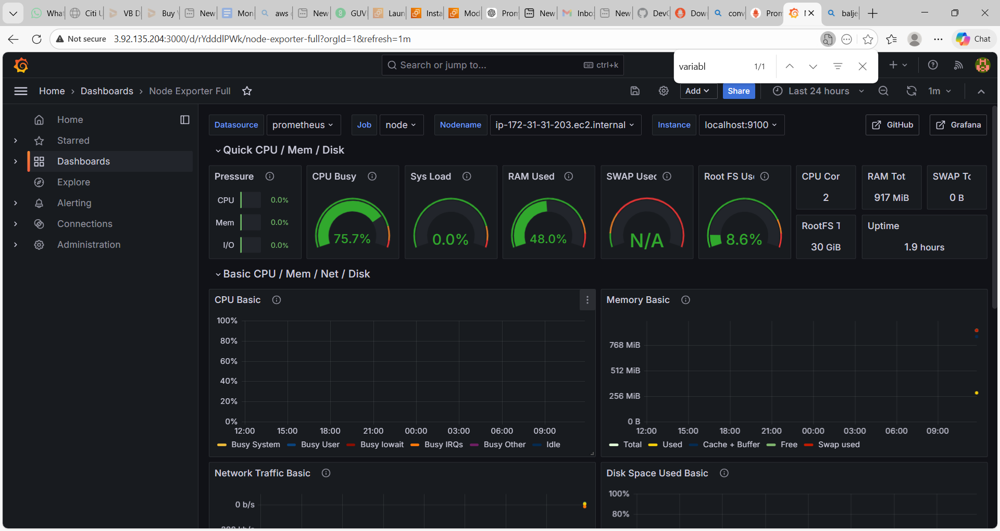 What
Citi U
VB D
Buy
New
Mon
aws
New
GUV
Laun
Insta
Mod
Prom
New
Inbo
New
Dev
Dow
conv
Pron
balje
Not secure 3.92.135.204:3000/d/rYdddlPWk/node-exporter-full?orgId=1&refresh=1m
Chat
Search or jump to...
ctrl+k
variabl
1/1
Home › Dashboards › Node Exporter Full
Add
Share
Last 24 hours
1m
Home
Starred
Dashboards
Explore
Alerting
Connections
Administration
Datasource
prometheus
Job
node
Nodename
ip-172-31-31-203.ec2.internal
Instance
localhost:9100
GitHub
Grafana
Quick CPU / Mem / Disk
Pressure
CPU 0.0%
Mem 0.0%
I/O 0.0%
CPU Busy
75.7%
Sys Load
0.0%
RAM Used
48.0%
SWAP Used
N/A
Root FS Us
8.6%
CPU Cor
2
RAM Tot
917 MiB
SWAP To
0 B
RootFS T
30 GiB
Uptime
1.9 hours
Basic CPU / Mem / Net / Disk
CPU Basic
100%
80%
60%
40%
20%
0%
12:00 15:00 18:00 21:00 00:00 03:00 06:00 09:00
Busy System Busy User Busy Iowait Busy IRQs Busy Other Idle
Memory Basic
768 MiB
512 MiB
256 MiB
0 B
12:00 15:00 18:00 21:00 00:00 03:00 06:00 09:00
Total Used Cache + Buffer Free Swap used
Network Traffic Basic
0 b/s
Disk Space Used Basic
100%
80%